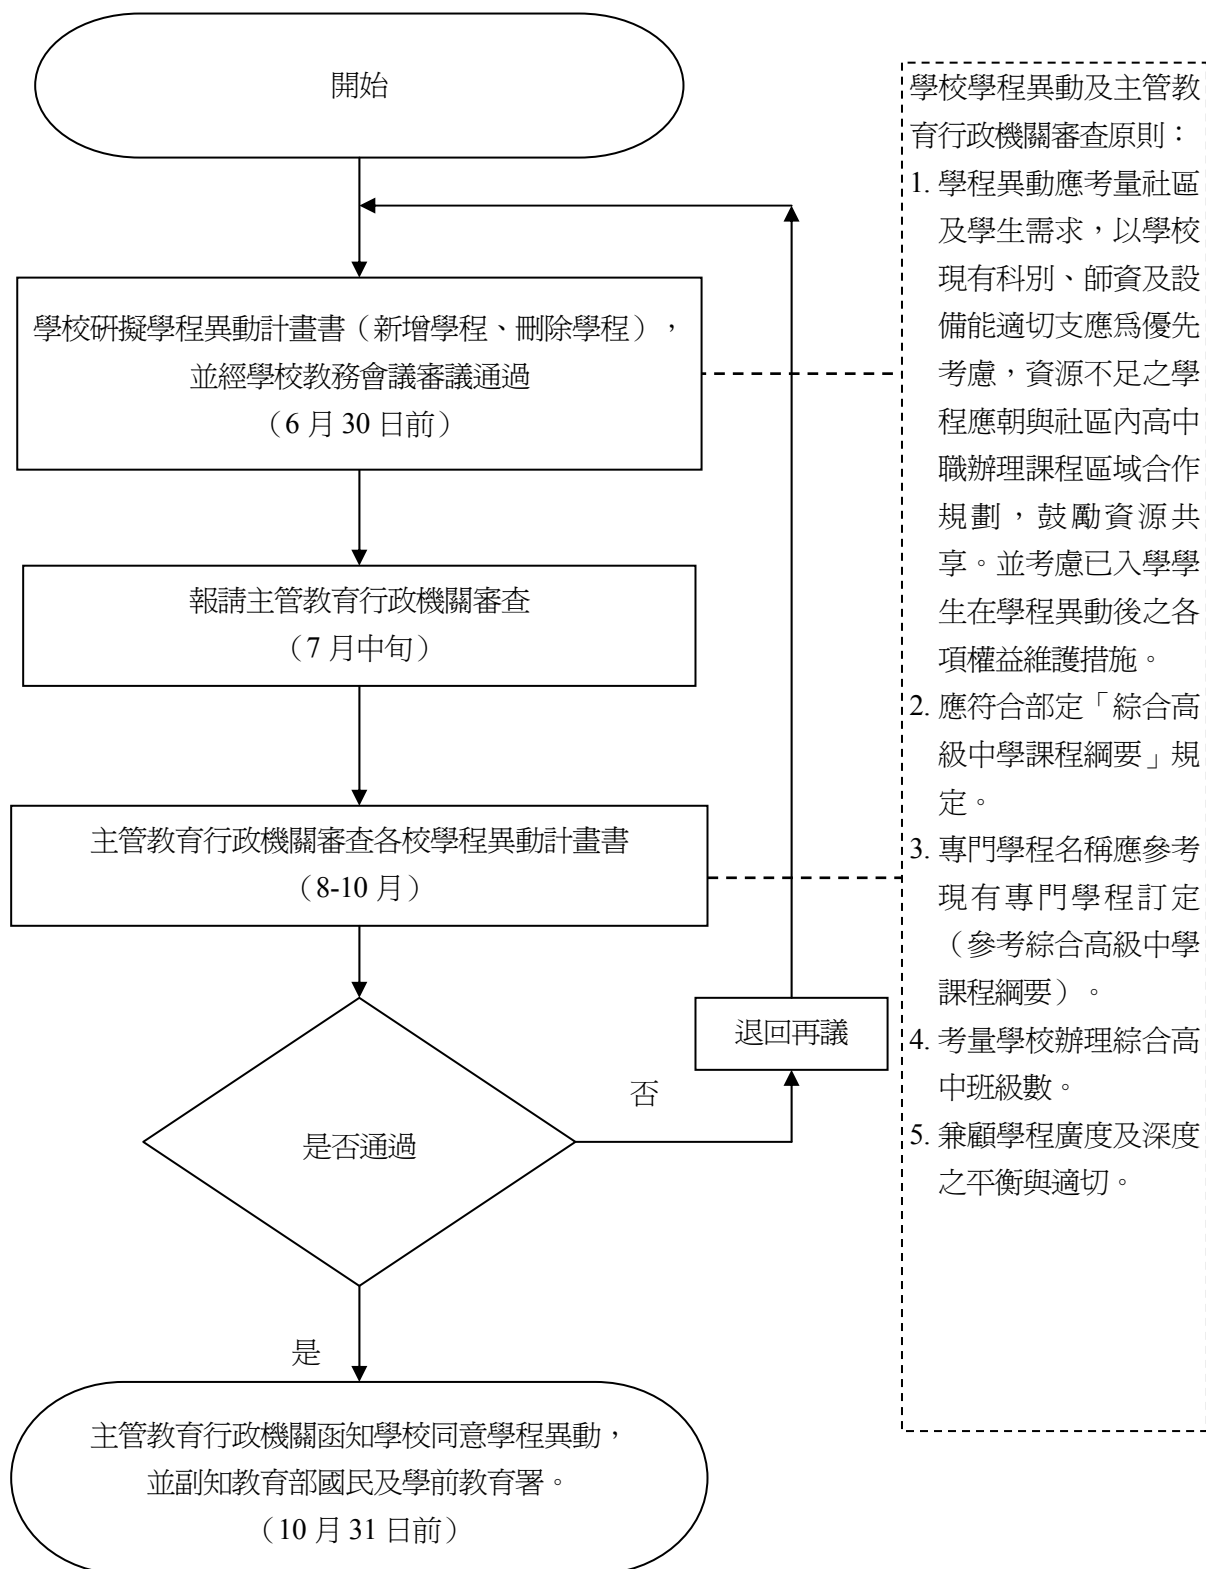 開始
學校研擬學程異動計畫書（新增學程、刪除學程），
並經學校教務會議審議通過
（6 月 30 日前）
報請主管教育行政機關審查
（7 月中旬）
主管教育行政機關審查各校學程異動計畫書
（8-10 月）
退回再議
否
是否通過
是
主管教育行政機關函知學校同意學程異動，
並副知教育部國民及學前教育署。
（10 月 31 日前）
學校學程異動及主管教
育行政機關審查原則：
1. 學程異動應考量社區
及學生需求，以學校
現有科別、師資及設
備能適切支應為優先
考慮，資源不足之學
程應朝與社區內高中
職辦理課程區域合作
規劃，鼓勵資源共
享。並考慮已入學學
生在學程異動後之各
項權益維護措施。
2. 應符合部定「綜合高
級中學課程綱要」規
定。
3. 專門學程名稱應參考
現有專門學程訂定
（參考綜合高級中學
課程綱要）。
4. 考量學校辦理綜合高
中班級數。
5. 兼顧學程廣度及深度
之平衡與適切。